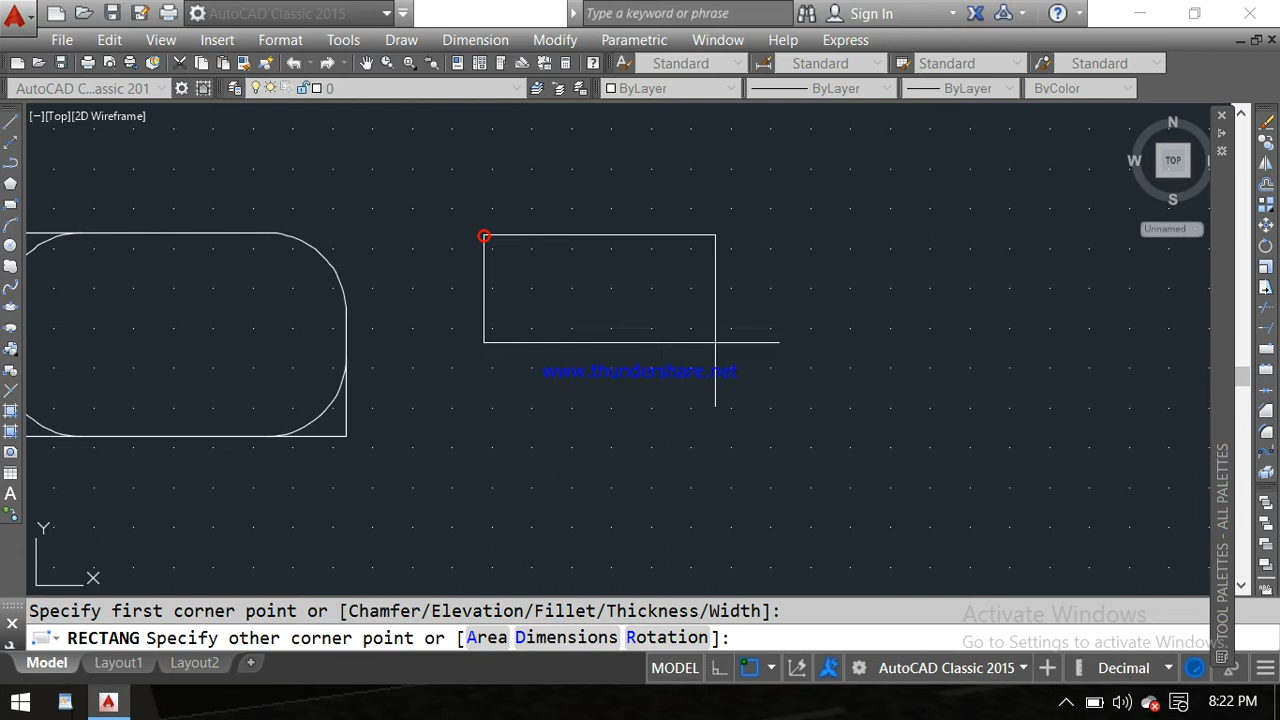 AutoCAD Classic 2015
Type a keyword or phrase
Sign In
File Edit View Insert Format Tools Draw Dimension Modify Parametric Window Help Express
Standard Standard Standard Standard
AutoCAD C...assic 201 0 ByLayer ByLayer ByLayer ByColor
[−][Top][2D Wireframe]
N
W TOP
S
Unnamed
www.thundershare.net
TOOL PALETTES - ALL PALETTES
Y
X
Specify first corner point or [Chamfer/Elevation/Fillet/Thickness/Width]:
Activate Windows
RECTANG Specify other corner point or [Area Dimensions Rotation]:
Go to Settings to activate Windows.
Model Layout1 Layout2 MODEL AutoCAD Classic 2015 Decimal
8:22 PM